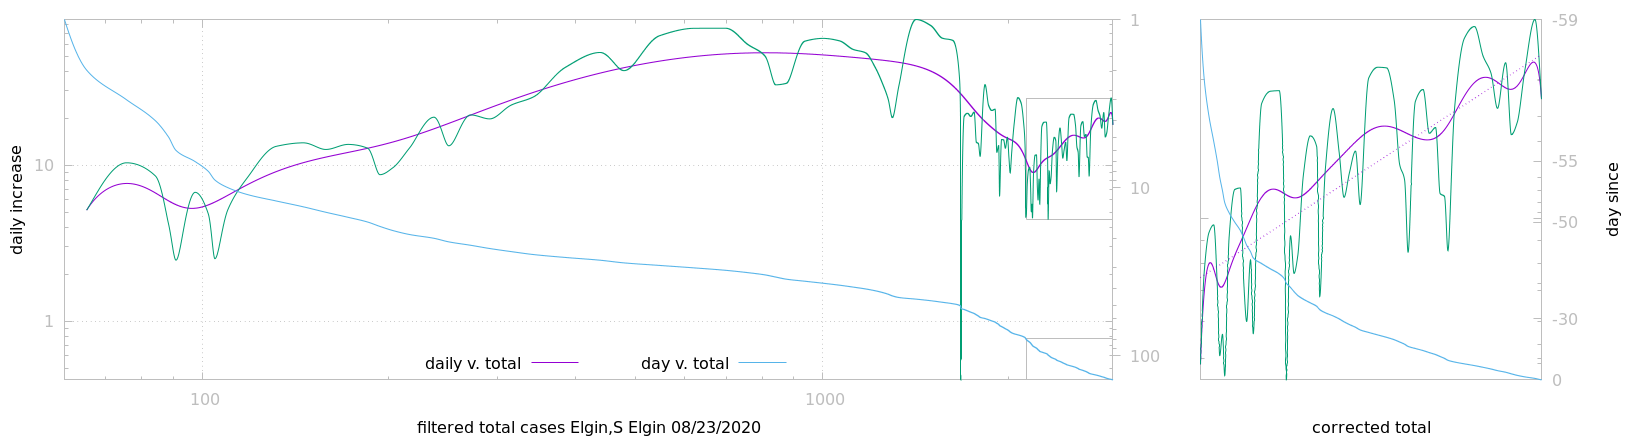 daily increase
10
1
100
1000
daily v. total
day v. total
filtered total cases Elgin,S Elgin 08/23/2020
1
10
100
-59
-55
-50
-30
0
day since
corrected total